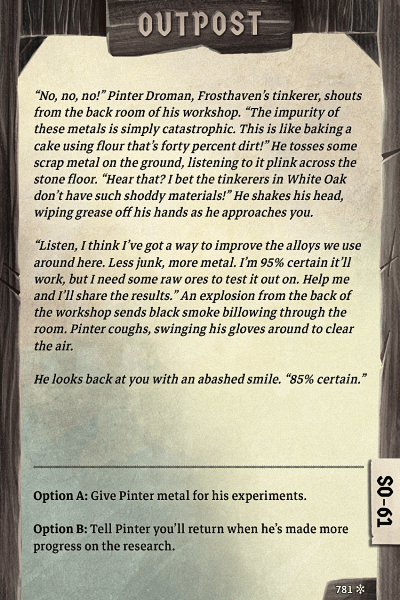 OUTPOST
“No, no, no!” Pinter Droman, Frosthaven’s tinkerer, shouts
from the back room of his workshop. “The impurity of
these metals is simply catastrophic. This is like baking a
cake using flour that’s forty percent dirt!” He tosses some
scrap metal on the ground, listening to it plink across the
stone floor. “Hear that? I bet the tinkerers in White Oak
don’t have such shoddy materials!” He shakes his head,
wiping grease off his hands as he approaches you.
“Listen, I think I’ve got a way to improve the alloys we use
around here. Less junk, more metal. I’m 95% certain it’ll
work, but I need some raw ores to test it out on. Help me
and I’ll share the results.” An explosion from the back of
the workshop sends black smoke billowing through the
room. Pinter coughs, swinging his gloves around to clear
the air.
He looks back at you with an abashed smile. “85% certain.”
Option A: Give Pinter metal for his experiments.
Option B: Tell Pinter you’ll return when he’s made more
progress on the research.
SO-61
781